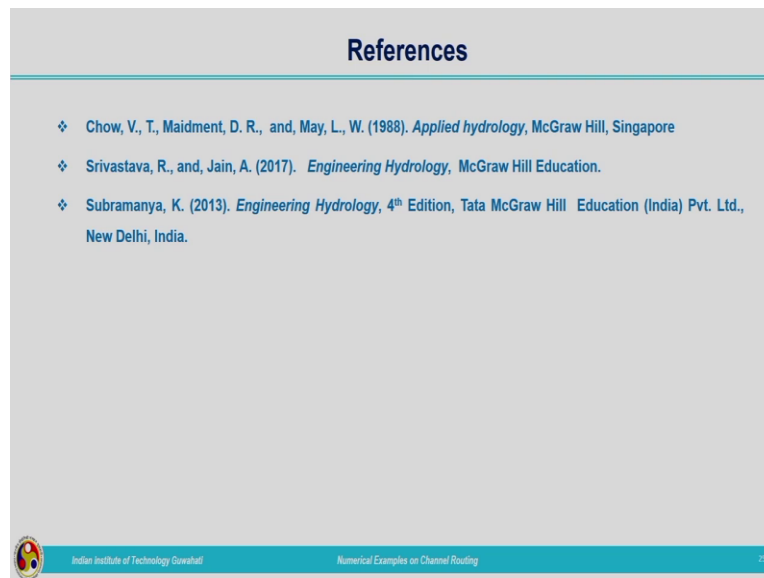 References
❖ Chow, V., T., Maidment, D. R., and, May, L., W. (1988). Applied hydrology, McGraw Hill, Singapore
❖ Srivastava, R., and, Jain, A. (2017). Engineering Hydrology, McGraw Hill Education.
❖ Subramanya, K. (2013). Engineering Hydrology, 4th Edition, Tata McGraw Hill Education (India) Pvt. Ltd.,
New Delhi, India.
Indian Institute of Technology Guwahati
Numerical Examples on Channel Routing